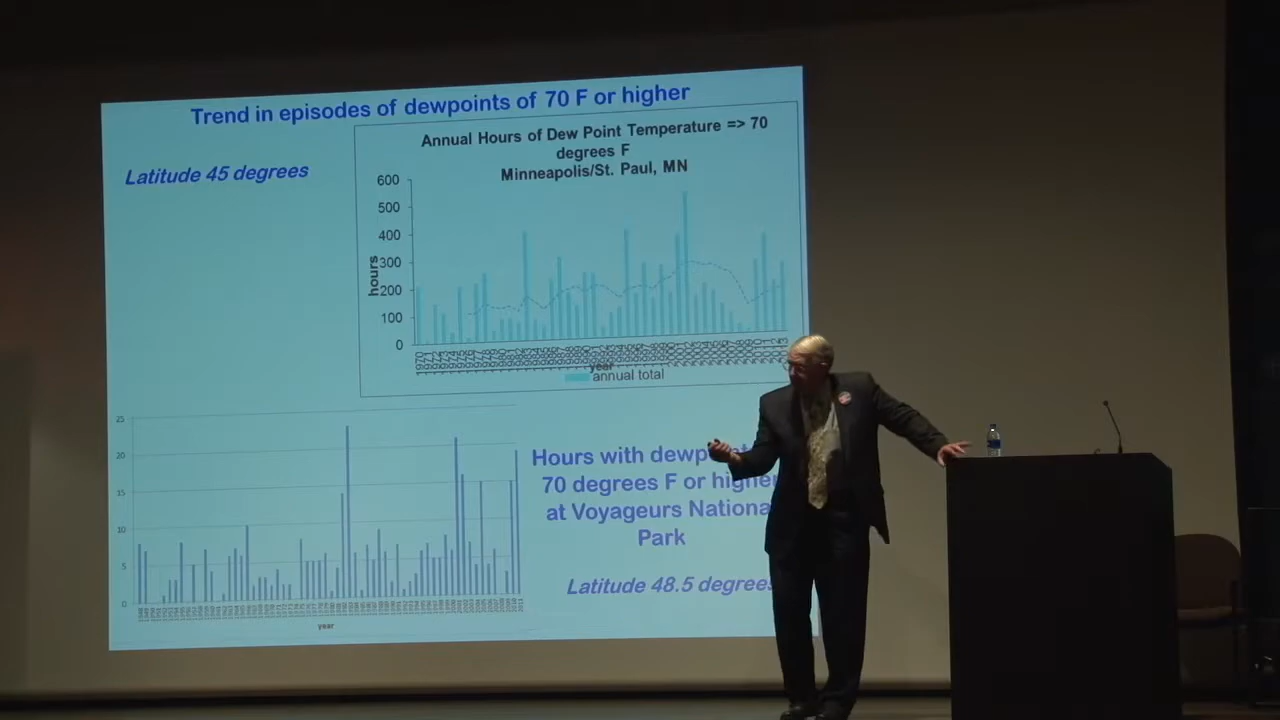 Trend in episodes of dewpoints of 70 F or higher
Latitude 45 degrees
Annual Hours of Dew Point Temperature => 70
degrees F
Minneapolis/St. Paul, MN
600
500
400
300
200
100
0
hours
year
annual total
25
20
15
10
5
0
year
Hours with
70 degrees F or higher
at Voyageurs Nationa
Park
Latitude 48.5 degrees